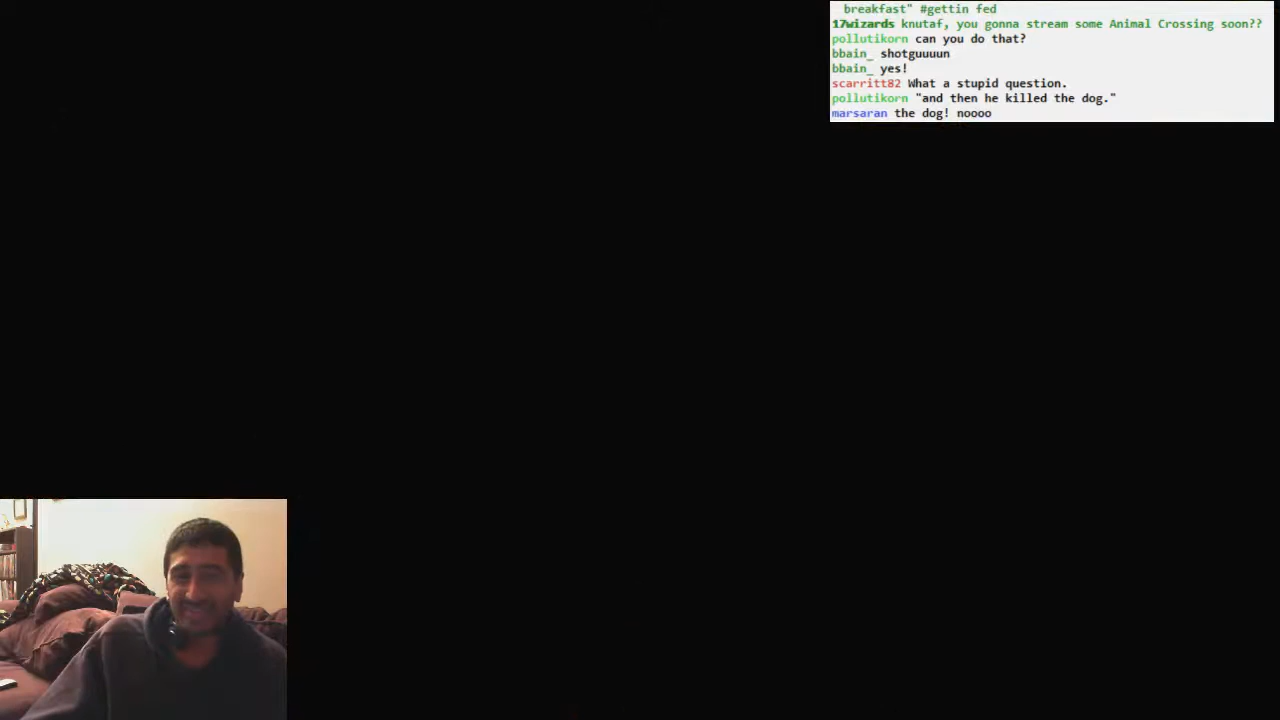 breakfast" #gettin fed
17wizards knutaf, you gonna stream some Animal Crossing soon??
pollutikorn can you do that?
bbain_ shotguuuun
bbain_ yes!
scarritt82 What a stupid question.
pollutikorn "and then he killed the dog."
marsaran the dog! noooo